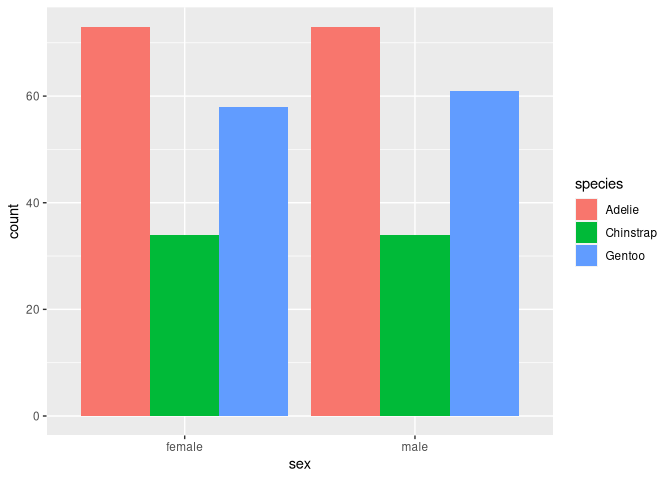 60
40
20
0
count
female male
sex
species
Adelie
Chinstrap
Gentoo